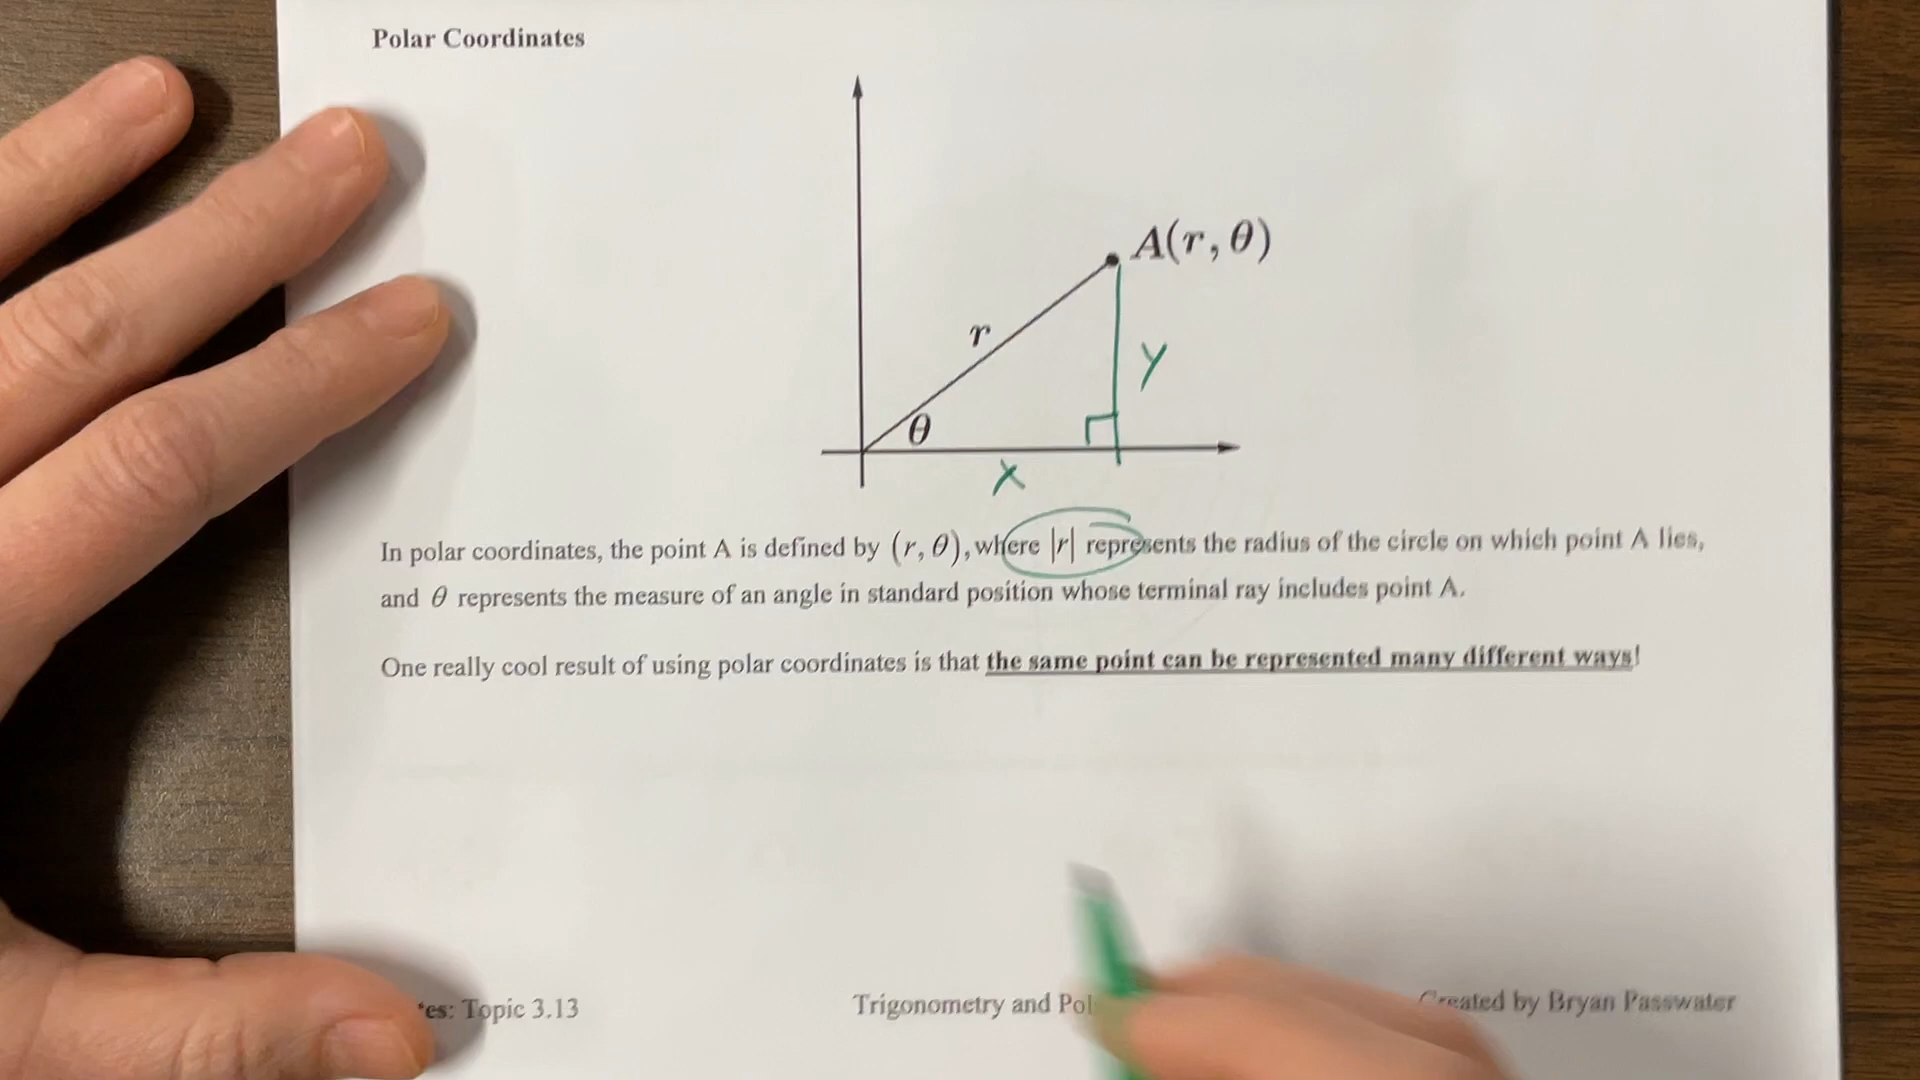 Polar Coordinates
A(r, θ)
r
y
θ
x
In polar coordinates, the point A is defined by (r, θ), where |r| represents the radius of the circle on which point A lies,
and θ represents the measure of an angle in standard position whose terminal ray includes point A.
One really cool result of using polar coordinates is that the same point can be represented many different ways!
Topic 3.13 Trigonometry and Created by Bryan Passwater